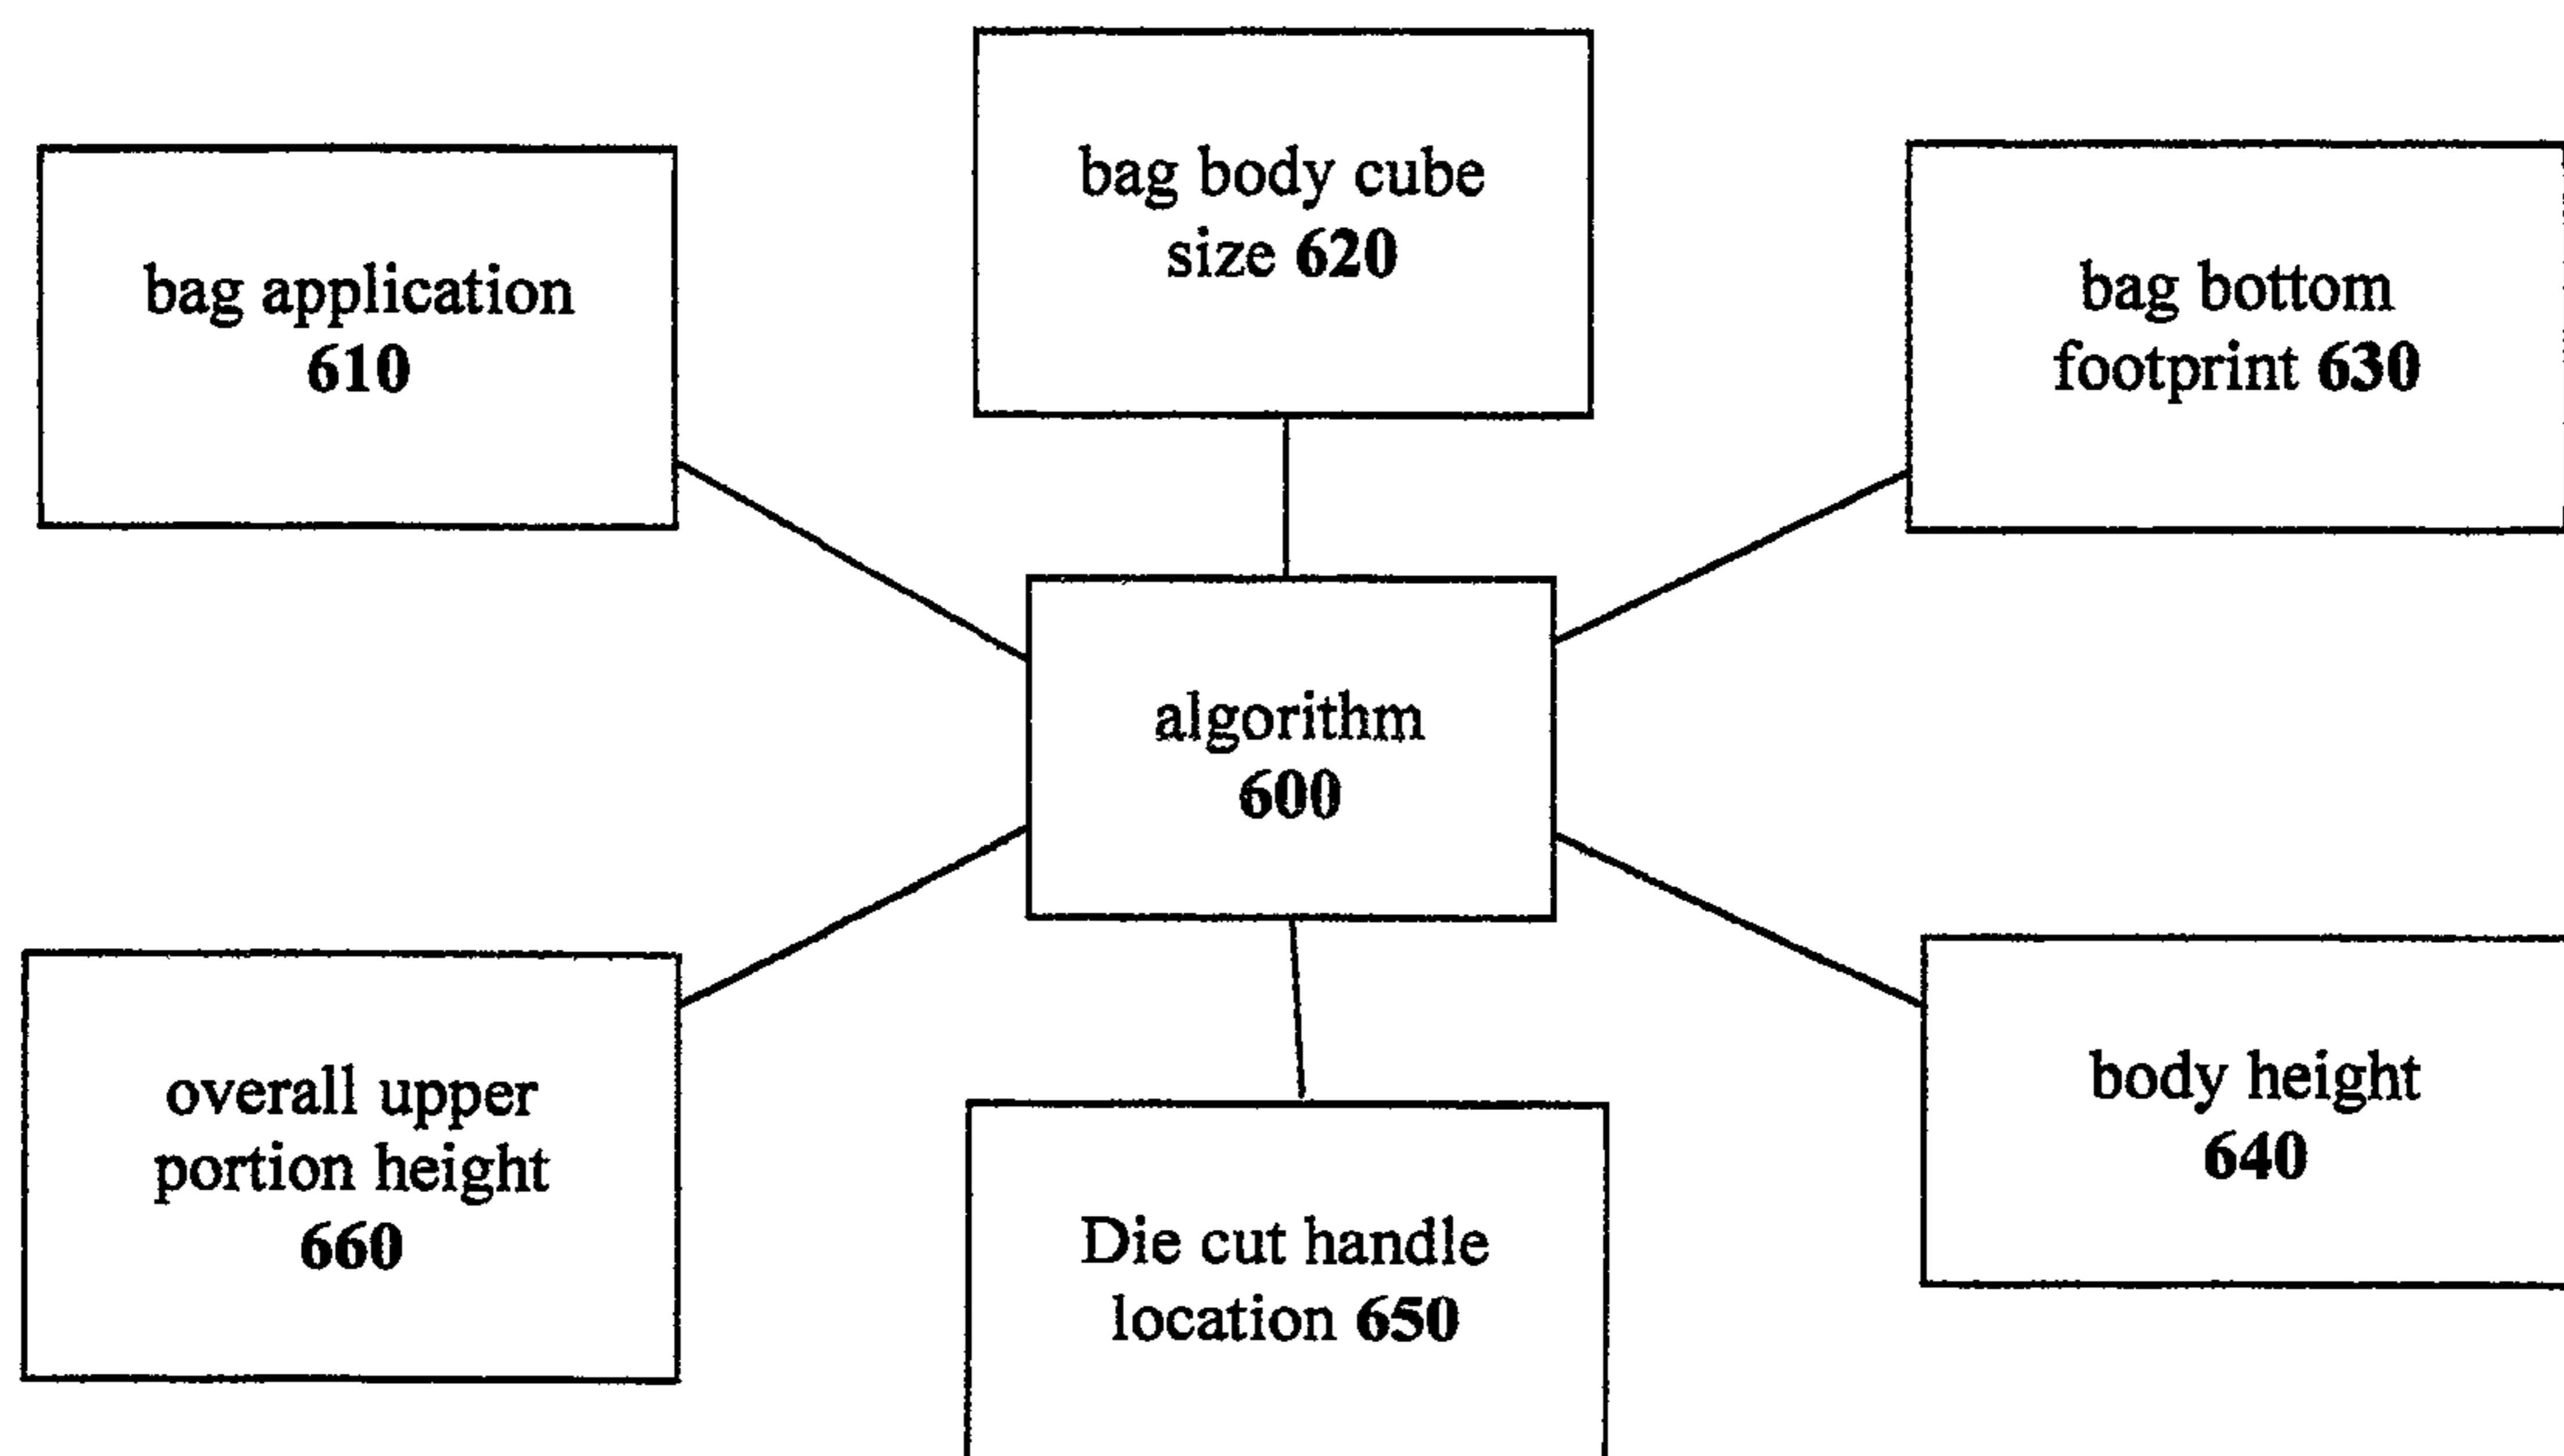 bag application
610
bag body cube
size 620
bag bottom
footprint 630
algorithm
600
overall upper
portion height
660
Die cut handle
location 650
body height
640